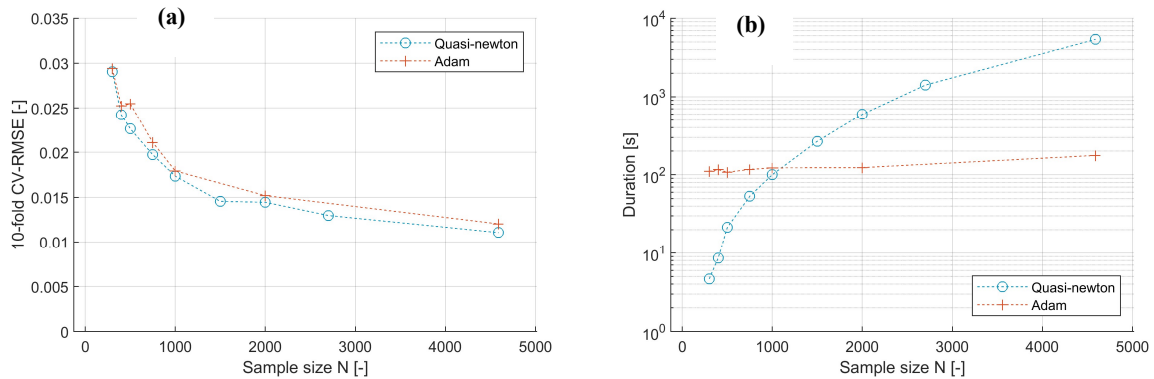 (a)
0.035
0.03
0.025
0.02
0.015
0.01
0.005
0
10-fold CV-RMSE [-]
0
1000
2000
3000
4000
5000
Sample size N [-]
Quasi-newton
Adam
(b)
10^4
10^3
10^2
10^1
10^0
Duration [s]
0
1000
2000
3000
4000
5000
Sample size N [-]
Quasi-newton
Adam